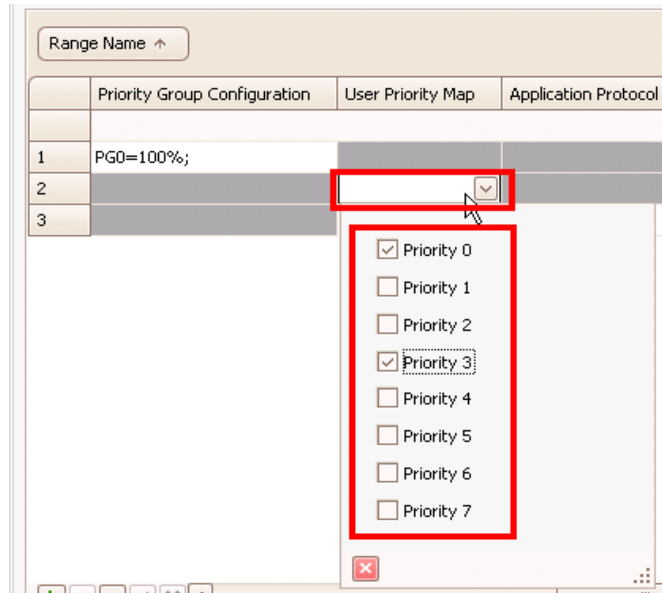 Range Name
Priority Group Configuration User Priority Map Application Protocol
1 PG0=100%;
2
3
Priority 0
Priority 1
Priority 2
Priority 3
Priority 4
Priority 5
Priority 6
Priority 7